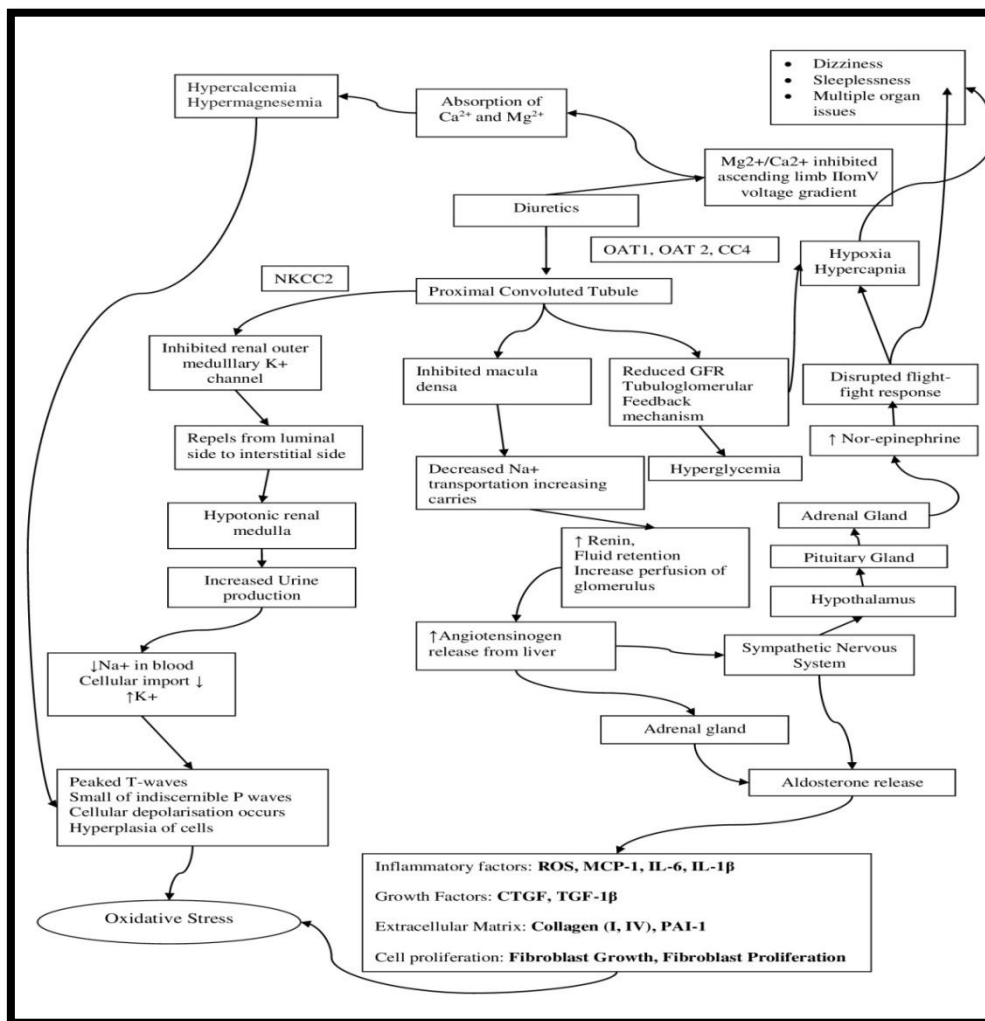 Hypercalcemia
Hypermagnesemia
Absorption of
Ca²⁺ and Mg²⁺
• Dizziness
• Sleeplessness
• Multiple organ
issues
Mg2+/Ca2+ inhibited
ascending limb IIomV
voltage gradient
Diuretics
OAT1, OAT 2, CC4
Hypoxia
Hypercapnia
NKCC2
Proximal Convoluted Tubule
Inhibited renal outer
medulllary K+
channel
Inhibited macula
densa
Reduced GFR
Tubuloglomerular
Feedback
mechanism
Disrupted flight-
fight response
Repels from luminal
side to interstitial side
↑ Nor-epinephrine
Decreased Na+
transportation increasing
carries
Hyperglycemia
Hypotonic renal
medulla
Adrenal Gland
↑ Renin,
Fluid retention
Increase perfusion of
glomerulus
Pituitary Gland
Increased Urine
production
Hypothalamus
↑Angiotensinogen
release from liver
Sympathetic Nervous
System
↓Na+ in blood
Cellular import ↓
↑K+
Adrenal gland
Peaked T-waves
Small of indiscernible P waves
Cellular depolarisation occurs
Hyperplasia of cells
Aldosterone release
Inflammatory factors: ROS, MCP-1, IL-6, IL-1β
Growth Factors: CTGF, TGF-1β
Extracellular Matrix: Collagen (I, IV), PAI-1
Cell proliferation: Fibroblast Growth, Fibroblast Proliferation
Oxidative Stress